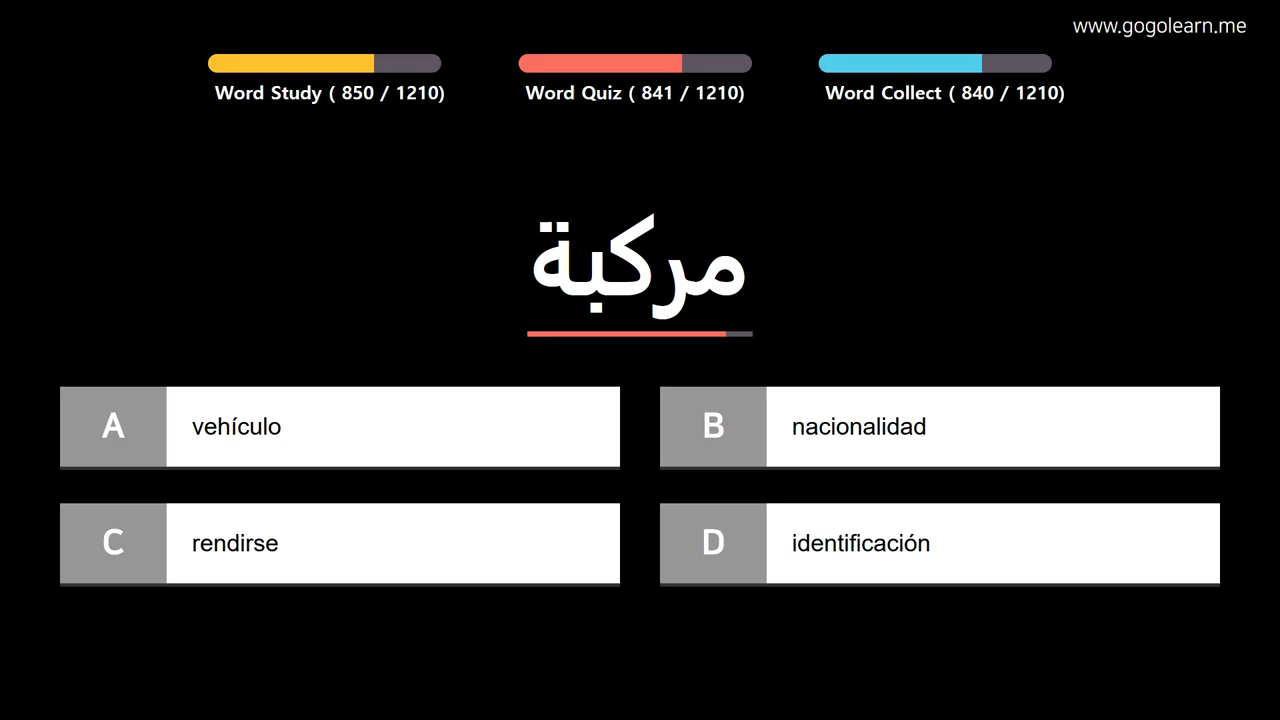 www.gogolearn.me
Word Study ( 850 / 1210)
Word Quiz ( 841 / 1210)
Word Collect ( 840 / 1210)
مركبة
A vehículo
B nacionalidad
C rendirse
D identificación